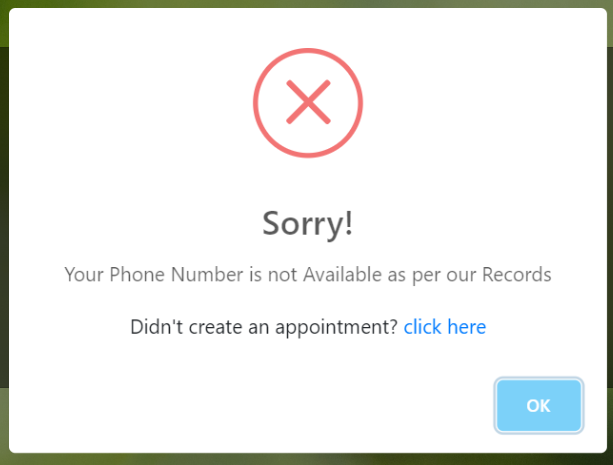 Sorry!
Your Phone Number is not Available as per our Records
Didn't create an appointment? click here
OK